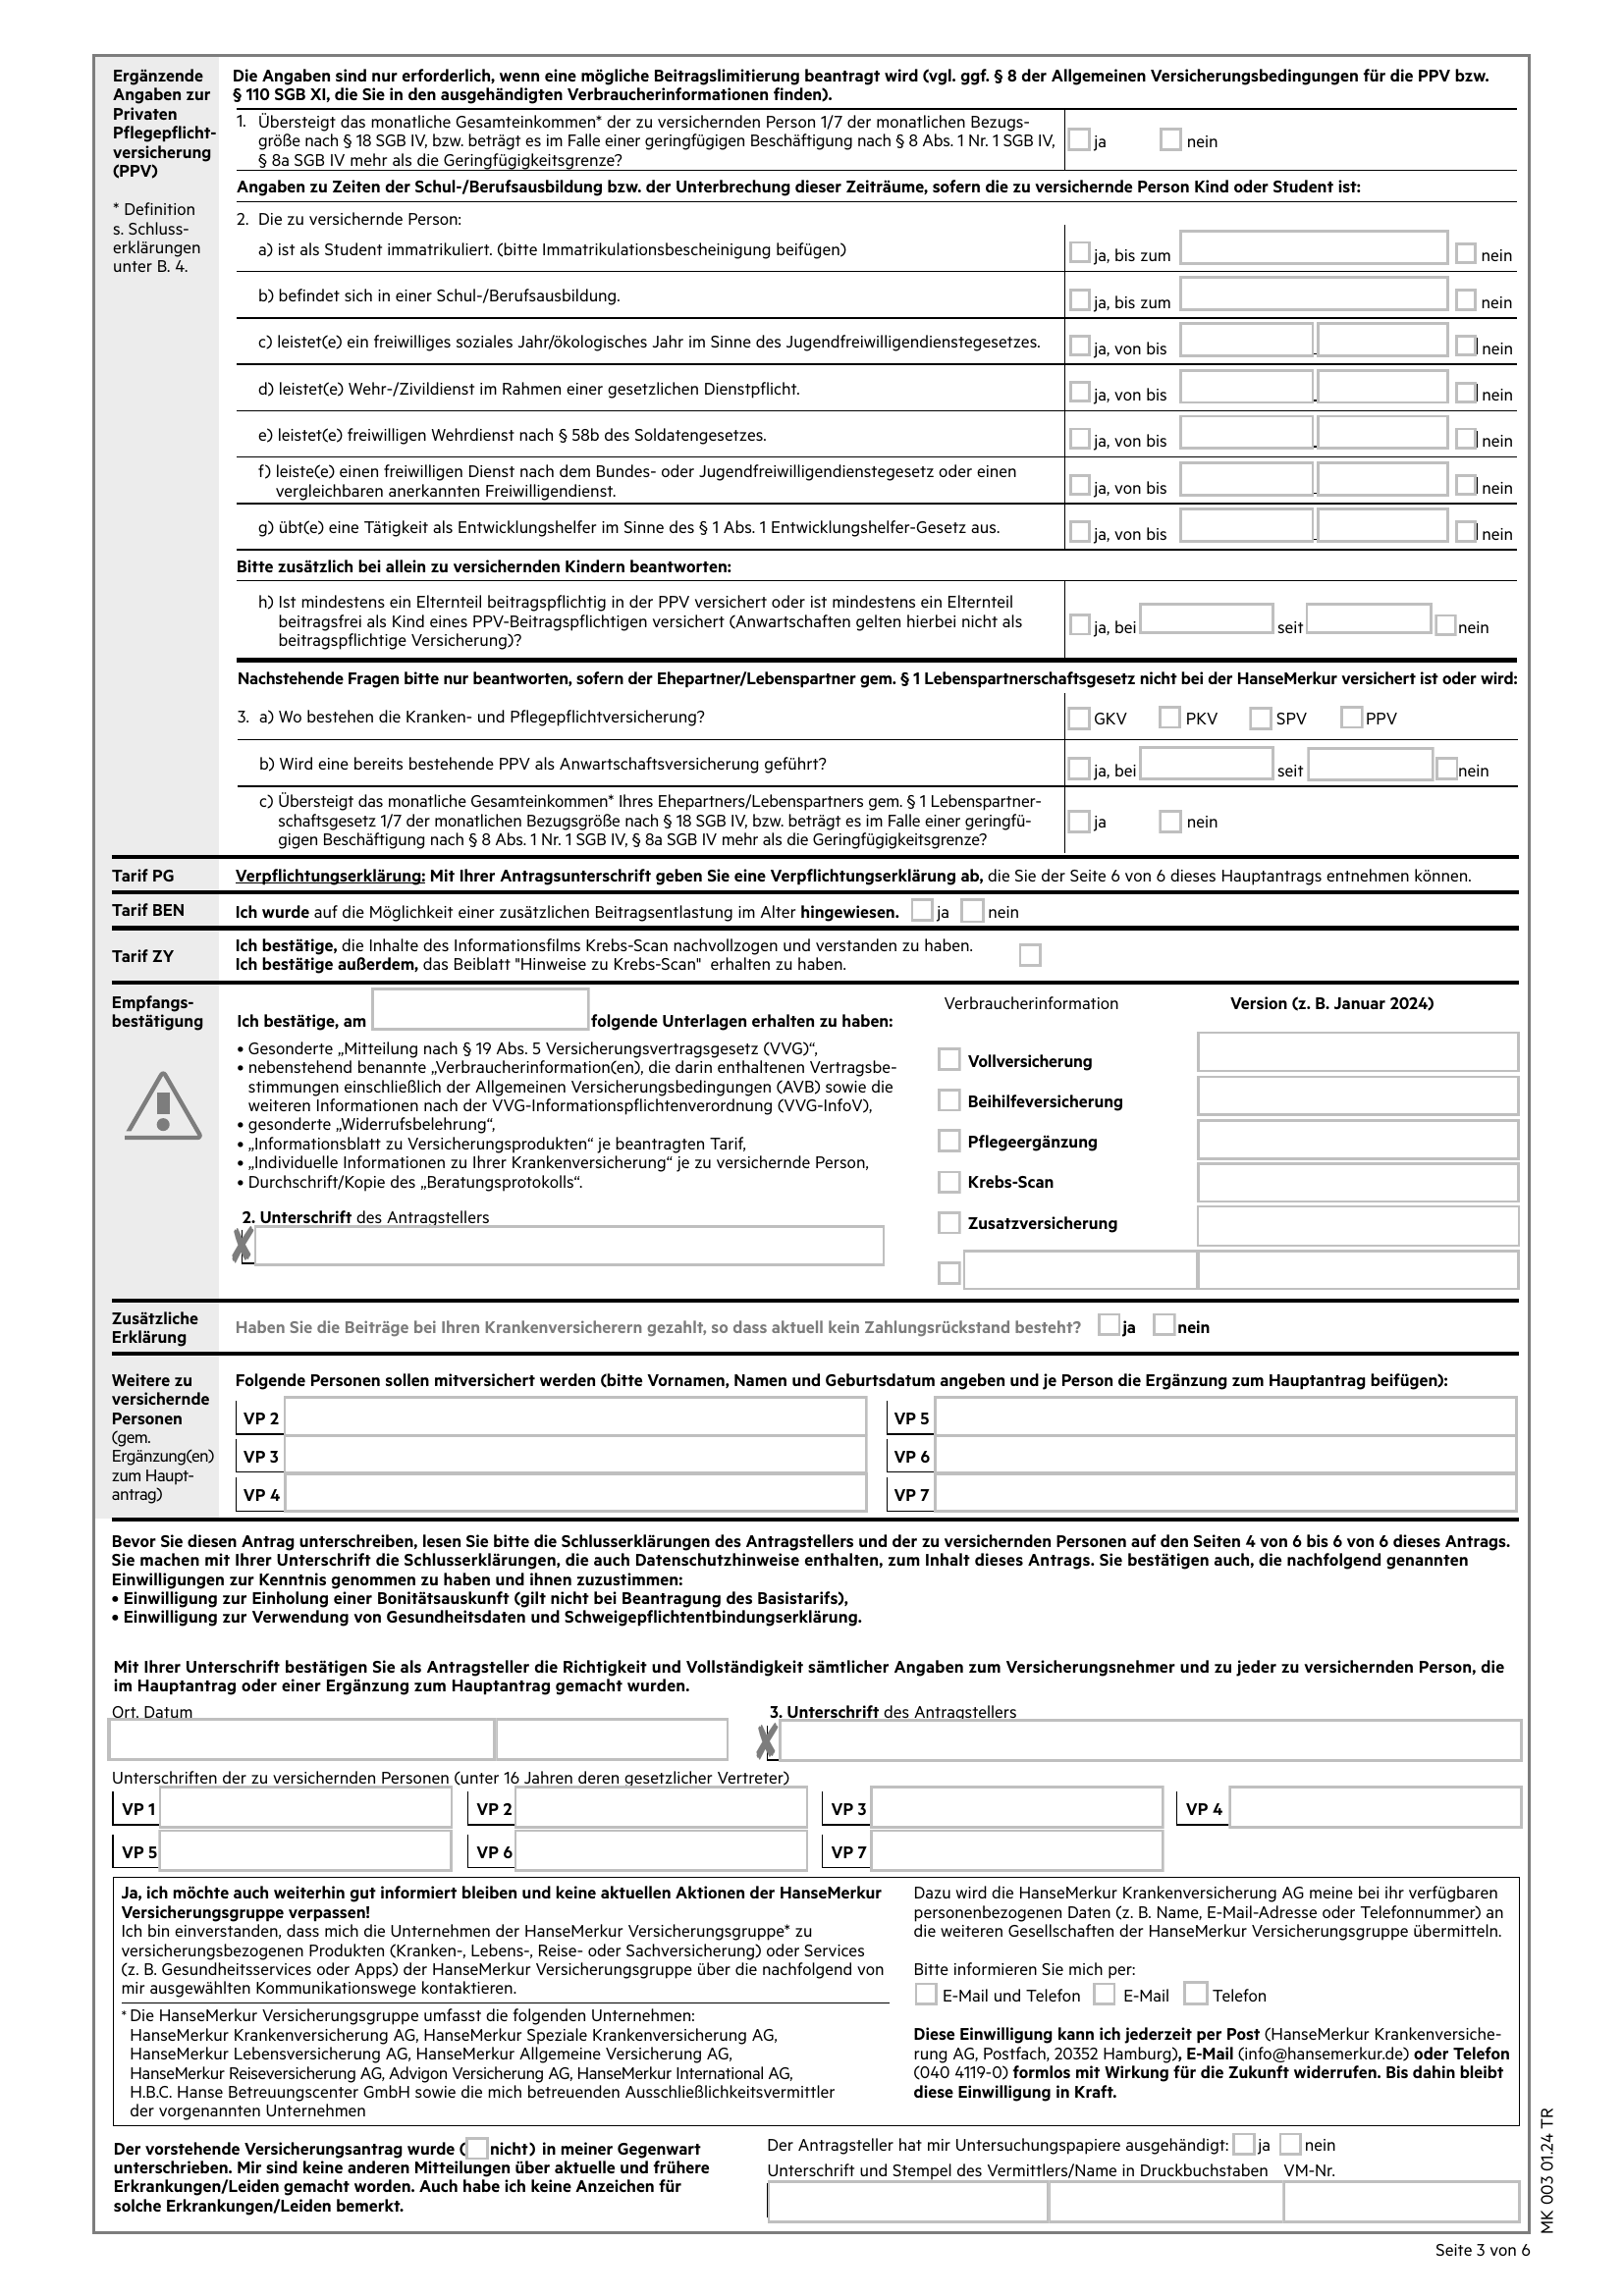 Ergänzende
Angaben zur
Privaten
Pflegepflicht-
versicherung
(PPV)
* Definition
s. Schluss-
erklärungen
unter B. 4.
Die Angaben sind nur erforderlich, wenn eine mögliche Beitragslimitierung beantragt wird (vgl. ggf. § 8 der Allgemeinen Versicherungsbedingungen für die PPV bzw.
§ 110 SGB XI, die Sie in den ausgehändigten Verbraucherinformationen finden).
1. Übersteigt das monatliche Gesamteinkommen* der zu versichernden Person 1/7 der monatlichen Bezugs-
größe nach § 18 SGB IV, bzw. beträgt es im Falle einer geringfügigen Beschäftigung nach § 8 Abs. 1 Nr. 1 SGB IV,
§ 8a SGB IV mehr als die Geringfügigkeitsgrenze?
ja nein
Angaben zu Zeiten der Schul-/Berufsausbildung bzw. der Unterbrechung dieser Zeiträume, sofern die zu versichernde Person Kind oder Student ist:
2. Die zu versichernde Person:
a) ist als Student immatrikuliert. (bitte Immatrikulationsbescheinigung beifügen) ja, bis zum nein
b) befindet sich in einer Schul-/Berufsausbildung. ja, bis zum nein
c) leistet(e) ein freiwilliges soziales Jahr/ökologisches Jahr im Sinne des Jugendfreiwilligendienstegesetzes. ja, von bis nein
d) leistet(e) Wehr-/Zivildienst im Rahmen einer gesetzlichen Dienstpflicht. ja, von bis nein
e) leistet(e) freiwilligen Wehrdienst nach § 58b des Soldatengesetzes. ja, von bis nein
f) leiste(e) einen freiwilligen Dienst nach dem Bundes- oder Jugendfreiwilligendienstegesetz oder einen
vergleichbaren anerkannten Freiwilligendienst. ja, von bis nein
g) übt(e) eine Tätigkeit als Entwicklungshelfer im Sinne des § 1 Abs. 1 Entwicklungshelfer-Gesetz aus. ja, von bis nein
Bitte zusätzlich bei allein zu versichernden Kindern beantworten:
h) Ist mindestens ein Elternteil beitragspflichtig in der PPV versichert oder ist mindestens ein Elternteil
beitragsfrei als Kind eines PPV-Beitragspflichtigen versichert (Anwartschaften gelten hierbei nicht als
beitragspflichtige Versicherung)?
ja, bei seit nein
Nachstehende Fragen bitte nur beantworten, sofern der Ehepartner/Lebenspartner gem. § 1 Lebenspartnerschaftsgesetz nicht bei der HanseMerkur versichert ist oder wird:
3. a) Wo bestehen die Kranken- und Pflegepflichtversicherung? GKV PKV SPV PPV
b) Wird eine bereits bestehende PPV als Anwartschaftsversicherung geführt? ja, bei seit nein
c) Übersteigt das monatliche Gesamteinkommen* Ihres Ehepartners/Lebenspartners gem. § 1 Lebenspartner-
schaftsgesetz 1/7 der monatlichen Bezugsgröße nach § 18 SGB IV, bzw. beträgt es im Falle einer geringfü-
gigen Beschäftigung nach § 8 Abs. 1 Nr. 1 SGB IV, § 8a SGB IV mehr als die Geringfügigkeitsgrenze?
ja nein
Tarif PG Verpflichtungserklärung: Mit Ihrer Antragsunterschrift geben Sie eine Verpflichtungserklärung ab, die Sie der Seite 6 von 6 dieses Hauptantrags entnehmen können.
Tarif BEN Ich wurde auf die Möglichkeit einer zusätzlichen Beitragsentlastung im Alter hingewiesen. ja nein
Tarif ZY
Ich bestätige, die Inhalte des Informationsfilms Krebs-Scan nachvollzogen und verstanden zu haben.
Ich bestätige außerdem, das Beiblatt "Hinweise zu Krebs-Scan" erhalten zu haben.
Empfangs-
bestätigung
Ich bestätige, am folgende Unterlagen erhalten zu haben:
• Gesonderte „Mitteilung nach § 19 Abs. 5 Versicherungsvertragsgesetz (VVG)“,
• nebenstehend benannte „Verbraucherinformation(en), die darin enthaltenen Vertragsbe-
stimmungen einschließlich der Allgemeinen Versicherungsbedingungen (AVB) sowie die
weiteren Informationen nach der VVG-Informationspflichtenverordnung (VVG-InfoV),
• gesonderte „Widerrufsbelehrung“,
• „Informationsblatt zu Versicherungsprodukten“ je beantragten Tarif,
• „Individuelle Informationen zu Ihrer Krankenversicherung“ je zu versichernde Person,
• Durchschrift/Kopie des „Beratungsprotokolls“.
2. Unterschrift des Antragstellers
Verbraucherinformation Version (z. B. Januar 2024)
Vollversicherung
Beihilfeversicherung
Pflegeergänzung
Krebs-Scan
Zusatzversicherung
Zusätzliche
Erklärung
Haben Sie die Beiträge bei Ihren Krankenversicherern gezahlt, so dass aktuell kein Zahlungsrückstand besteht? ja nein
Weitere zu
versichernde
Personen
(gem.
Ergänzung(en)
zum Haupt-
antrag)
Folgende Personen sollen mitversichert werden (bitte Vornamen, Namen und Geburtsdatum angeben und je Person die Ergänzung zum Hauptantrag beifügen):
VP 2 VP 5
VP 3 VP 6
VP 4 VP 7
Bevor Sie diesen Antrag unterschreiben, lesen Sie bitte die Schlusserklärungen des Antragstellers und der zu versichernden Personen auf den Seiten 4 von 6 bis 6 von 6 dieses Antrags.
Sie machen mit Ihrer Unterschrift die Schlusserklärungen, die auch Datenschutzhinweise enthalten, zum Inhalt dieses Antrags. Sie bestätigen auch, die nachfolgend genannten
Einwilligungen zur Kenntnis genommen zu haben und ihnen zuzustimmen:
• Einwilligung zur Einholung einer Bonitätsauskunft (gilt nicht bei Beantragung des Basistarifs),
• Einwilligung zur Verwendung von Gesundheitsdaten und Schweigepflichtentbindungserklärung.
Mit Ihrer Unterschrift bestätigen Sie als Antragsteller die Richtigkeit und Vollständigkeit sämtlicher Angaben zum Versicherungsnehmer und zu jeder zu versichernden Person, die
im Hauptantrag oder einer Ergänzung zum Hauptantrag gemacht wurden.
Ort, Datum 3. Unterschrift des Antragstellers
Unterschriften der zu versichernden Personen (unter 16 Jahren deren gesetzlicher Vertreter)
VP 1 VP 2 VP 3 VP 4
VP 5 VP 6 VP 7
Ja, ich möchte auch weiterhin gut informiert bleiben und keine aktuellen Aktionen der HanseMerkur
Versicherungsgruppe verpassen!
Ich bin einverstanden, dass mich die Unternehmen der HanseMerkur Versicherungsgruppe* zu
versicherungsbezogenen Produkten (Kranken-, Lebens-, Reise- oder Sachversicherung) oder Services
(z. B. Gesundheitsservices oder Apps) der HanseMerkur Versicherungsgruppe über die nachfolgend von
mir ausgewählten Kommunikationswege kontaktieren.
* Die HanseMerkur Versicherungsgruppe umfasst die folgenden Unternehmen:
HanseMerkur Krankenversicherung AG, HanseMerkur Speziale Krankenversicherung AG,
HanseMerkur Lebensversicherung AG, HanseMerkur Allgemeine Versicherung AG,
HanseMerkur Reiseversicherung AG, Advigon Versicherung AG, HanseMerkur International AG,
H.B.C. Hanse Betreuungscenter GmbH sowie die mich betreuenden Ausschließlichkeitsvermittler
der vorgenannten Unternehmen
Dazu wird die HanseMerkur Krankenversicherung AG meine bei ihr verfügbaren
personenbezogenen Daten (z. B. Name, E-Mail-Adresse oder Telefonnummer) an
die weiteren Gesellschaften der HanseMerkur Versicherungsgruppe übermitteln.
Bitte informieren Sie mich per:
E-Mail und Telefon E-Mail Telefon
Diese Einwilligung kann ich jederzeit per Post (HanseMerkur Krankenversiche-
rung AG, Postfach, 20352 Hamburg), E-Mail (info@hansemerkur.de) oder Telefon
(040 4119-0) formlos mit Wirkung für die Zukunft widerrufen. Bis dahin bleibt
diese Einwilligung in Kraft.
Der vorstehende Versicherungsantrag wurde ( nicht) in meiner Gegenwart
unterschrieben. Mir sind keine anderen Mitteilungen über aktuelle und frühere
Erkrankungen/Leiden gemacht worden. Auch habe ich keine Anzeichen für
solche Erkrankungen/Leiden bemerkt.
Der Antragsteller hat mir Untersuchungspapiere ausgehändigt: ja nein
Unterschrift und Stempel des Vermittlers/Name in Druckbuchstaben VM-Nr.
MK 003 01.24 TR
Seite 3 von 6